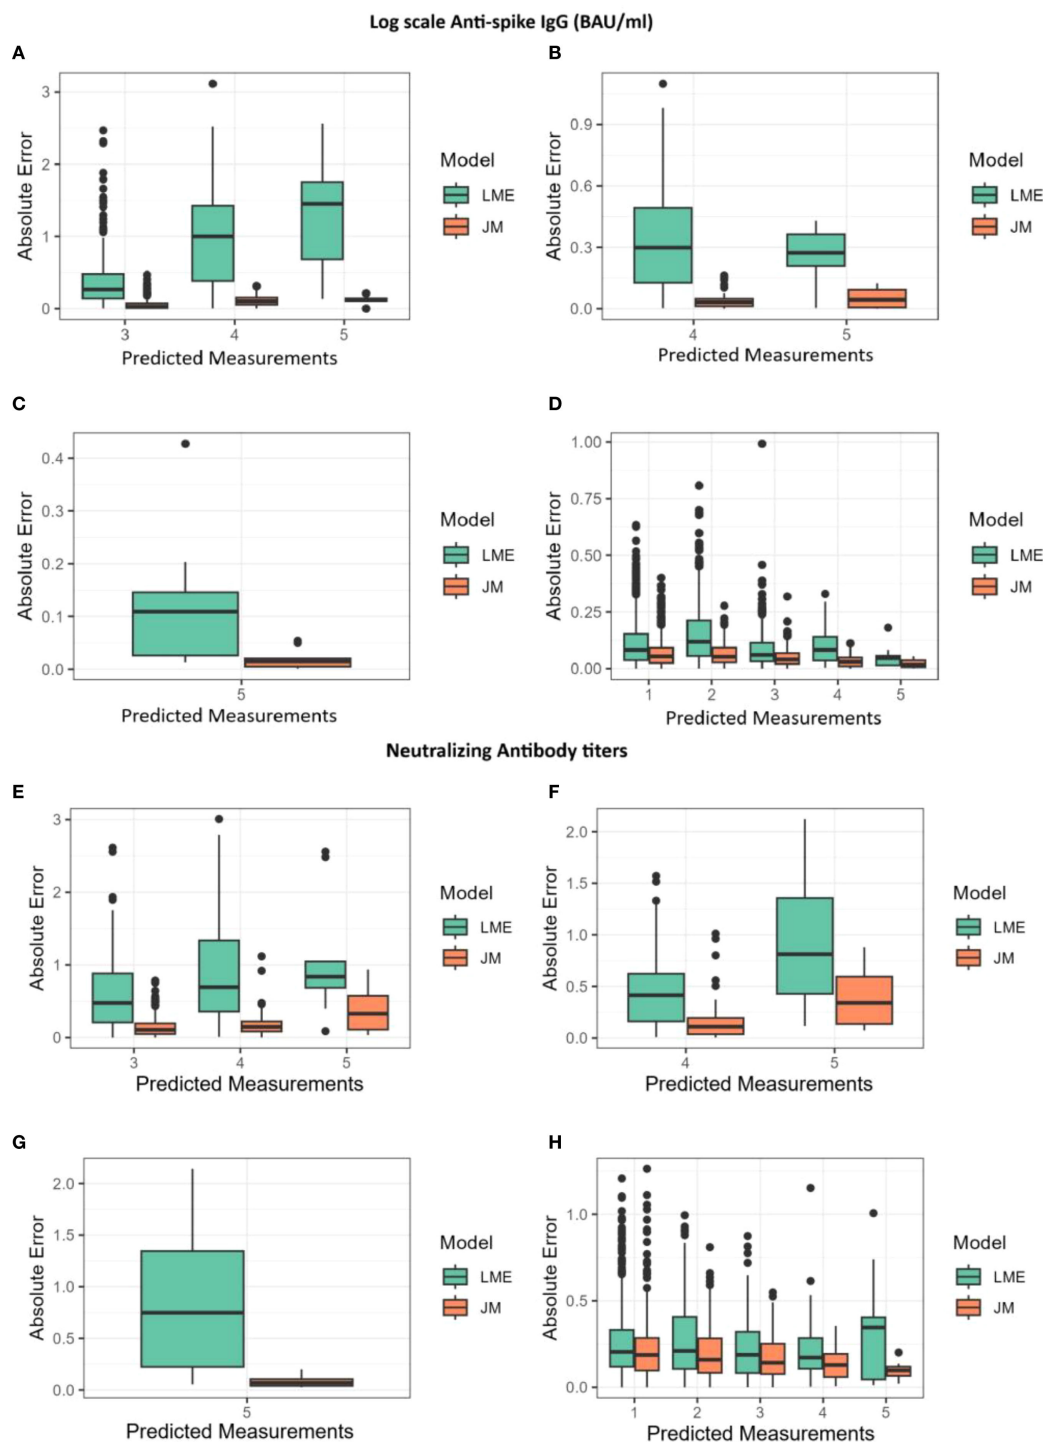 Log scale Anti-spike IgG (BAU/ml)
A
B
Absolute Error
3
2
1
0
3
4
5
Predicted Measurements
Model
LME
JM
Absolute Error
0.9
0.6
0.3
0.0
4
5
Predicted Measurements
Model
LME
JM
C
D
Absolute Error
0.4
0.3
0.2
0.1
0.0
5
Predicted Measurements
Model
LME
JM
Absolute Error
1.00
0.75
0.50
0.25
0.00
1
2
3
4
5
Predicted Measurements
Model
LME
JM
Neutralizing Antibody titers
E
F
Absolute Error
3
2
1
0
3
4
5
Predicted Measurements
Model
LME
JM
Absolute Error
2.0
1.5
1.0
0.5
0.0
4
5
Predicted Measurements
Model
LME
JM
G
H
Absolute Error
2.0
1.5
1.0
0.5
0.0
5
Predicted Measurements
Model
LME
JM
Absolute Error
1.0
0.5
0.0
1
2
3
4
5
Predicted Measurements
Model
LME
JM